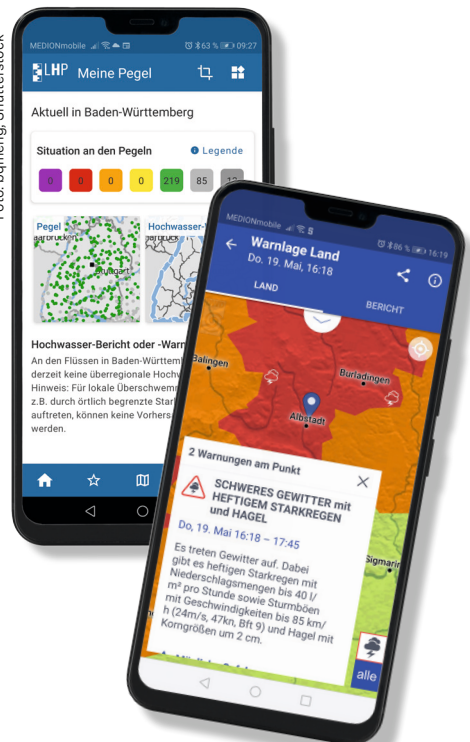 Foto: bqmeng, Shutterstock
MEDIONmobile 63 % 09:27
LHP Meine Pegel
Aktuell in Baden-Württemberg
Situation an den Pegeln
Legende
0 0 0 0 219 85
Pegel
Hochwasser-
Stuttgart
Hochwasser-Bericht oder -Warn
An den Flüssen in Baden-Württem
derzeit keine überregionale Hochw
Hinweis: Für lokale Überschwemm
z.B. durch örtlich begrenzte Star
auftreten, können keine Vorhersa
werden.
MEDIONmobile 86 % 16:19
Warnlage Land
Do. 19. Mai, 16:18
LAND
BERICHT
Balingen
Burladingen
Albstadt
2 Warnungen am Punkt
SCHWERES GEWITTER mit
HEFTIGEM STARKREGEN
und HAGEL
Do, 19. Mai 16:18 – 17:45
Es treten Gewitter auf. Dabei
gibt es heftigen Starkregen mit
Niederschlagsmengen bis 40 l/
m² pro Stunde sowie Sturmböen
mit Geschwindigkeiten bis 85 km/
h (24m/s, 47kn, Bft 9) und Hagel mit
Korngrößen um 2 cm.
Sigmarin
alle